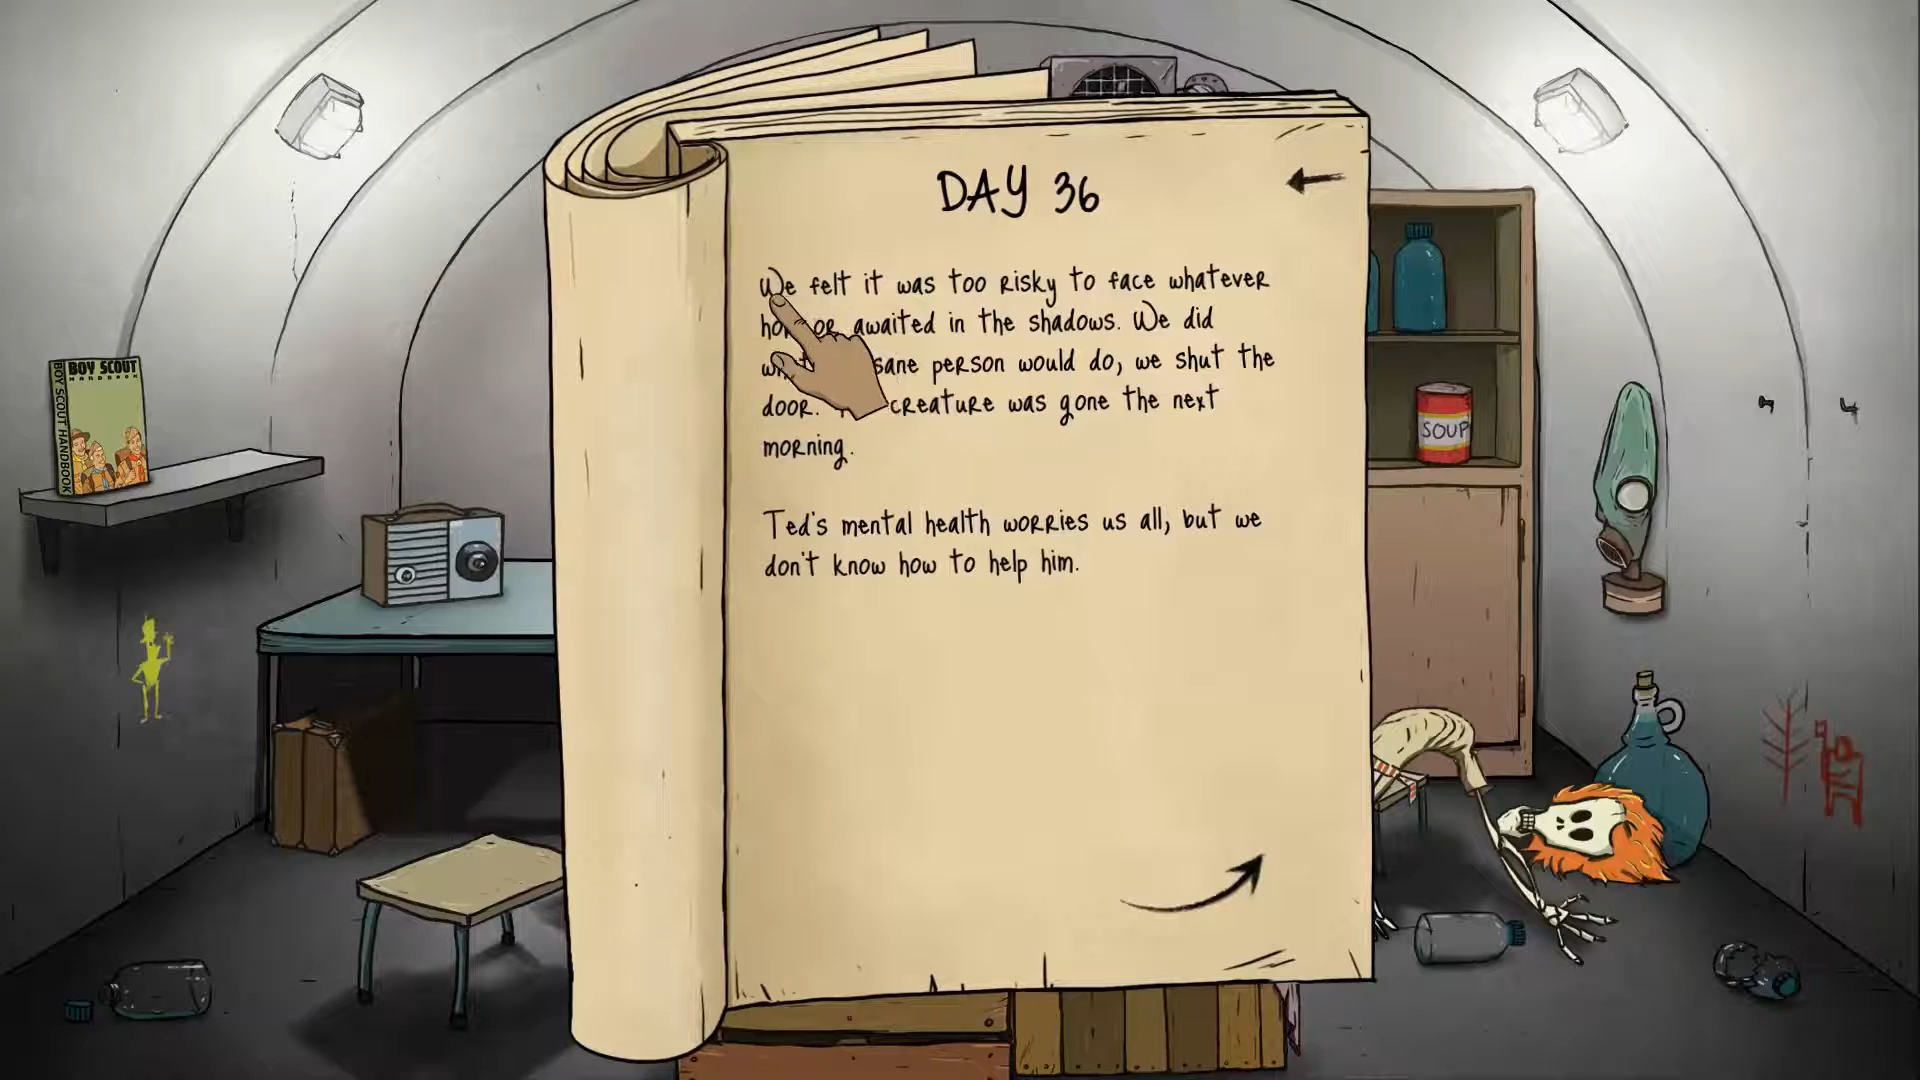 DAY 36
We felt it was too risky to face whatever
awaited in the shadows. We did
sane person would do, we shut the
door. creature was gone the next
morning.
Ted's mental health worries us all, but we
don't know how to help him.
BOY SCOUT
HANDBOOK
BOY SCOUT HANDBOOK
SOUP